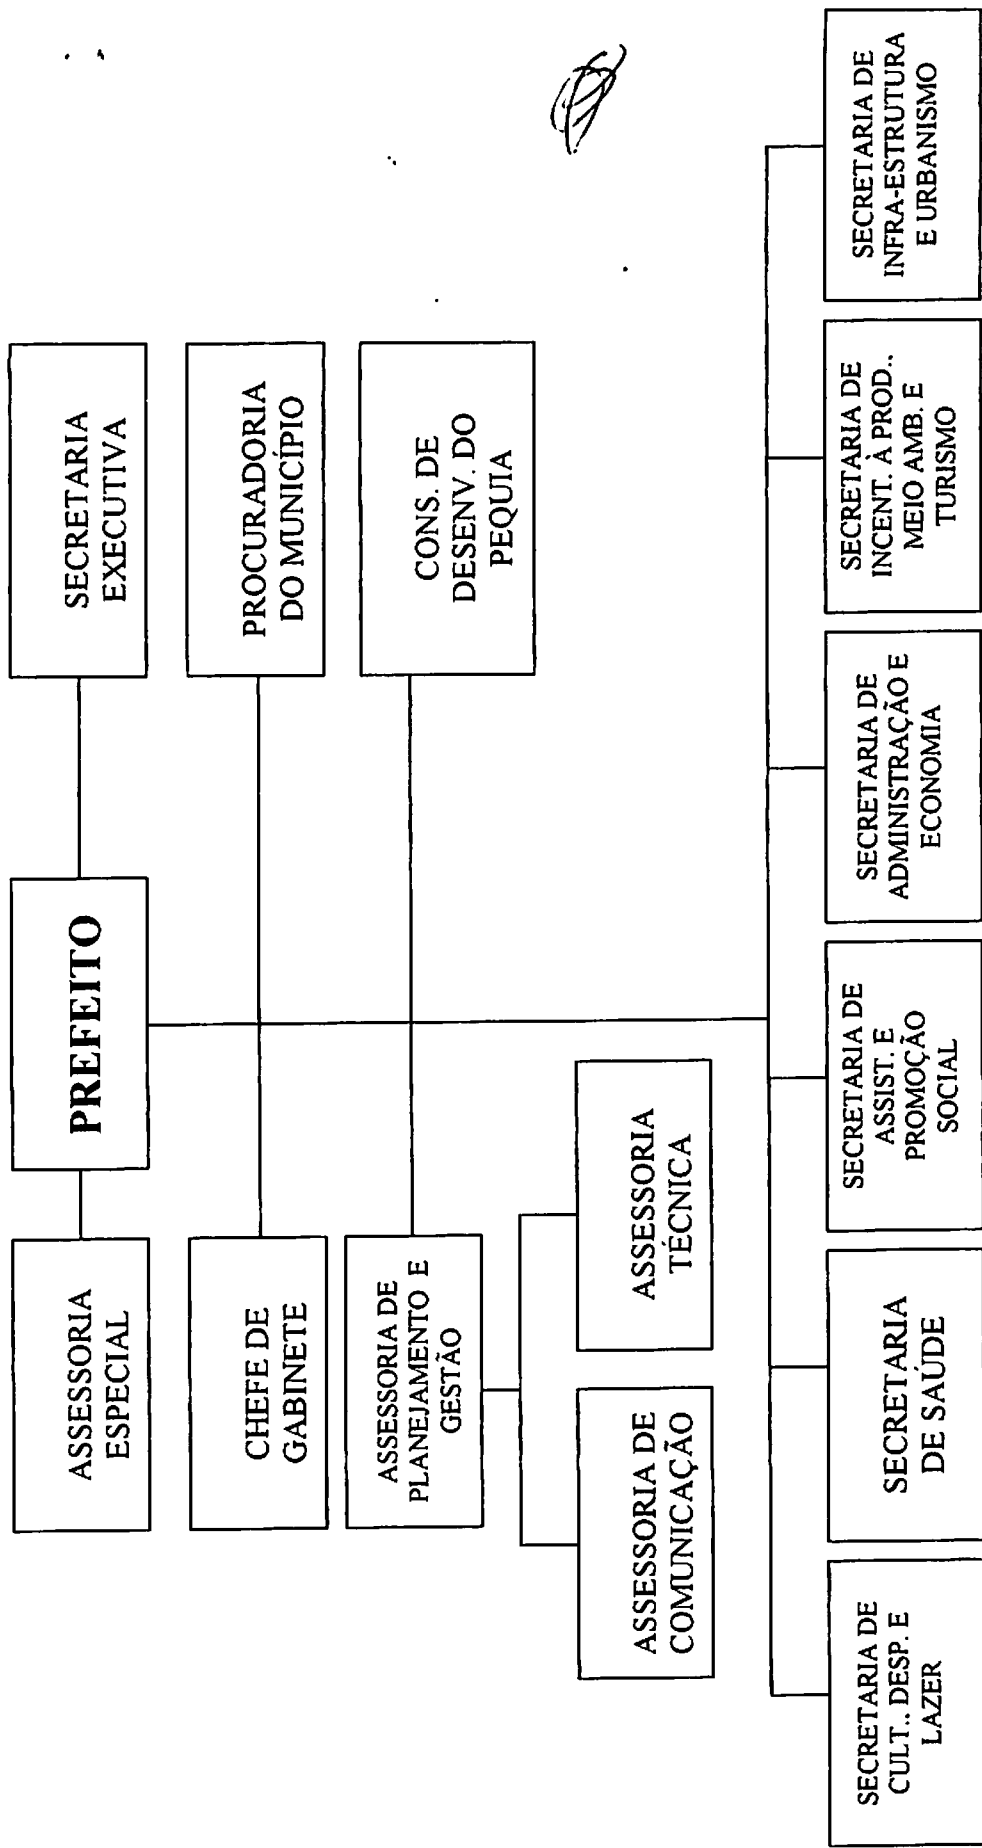 PREFEITO
ASSESSORIA
ESPECIAL
SECRETARIA
EXECUTIVA
CHEFE DE
GABINETE
PROCURADORIA
DO MUNICÍPIO
ASSESSORIA DE
PLANEJAMENTO E
GESTÃO
CONS. DE
DESENV. DO
PEQUIA
ASSESSORIA DE
COMUNICAÇÃO
ASSESSORIA
TÉCNICA
SECRETARIA DE
CULT.. DESP. E
LAZER
SECRETARIA
DE SAÚDE
SECRETARIA DE
ASSIST. E
PROMOÇÃO
SOCIAL
SECRETARIA DE
ADMINISTRAÇÃO E
ECONOMIA
SECRETARIA DE
INCENT. À PROD..
MEIO AMB. E
TURISMO
SECRETARIA DE
INFRA-ESTRUTURA
E URBANISMO